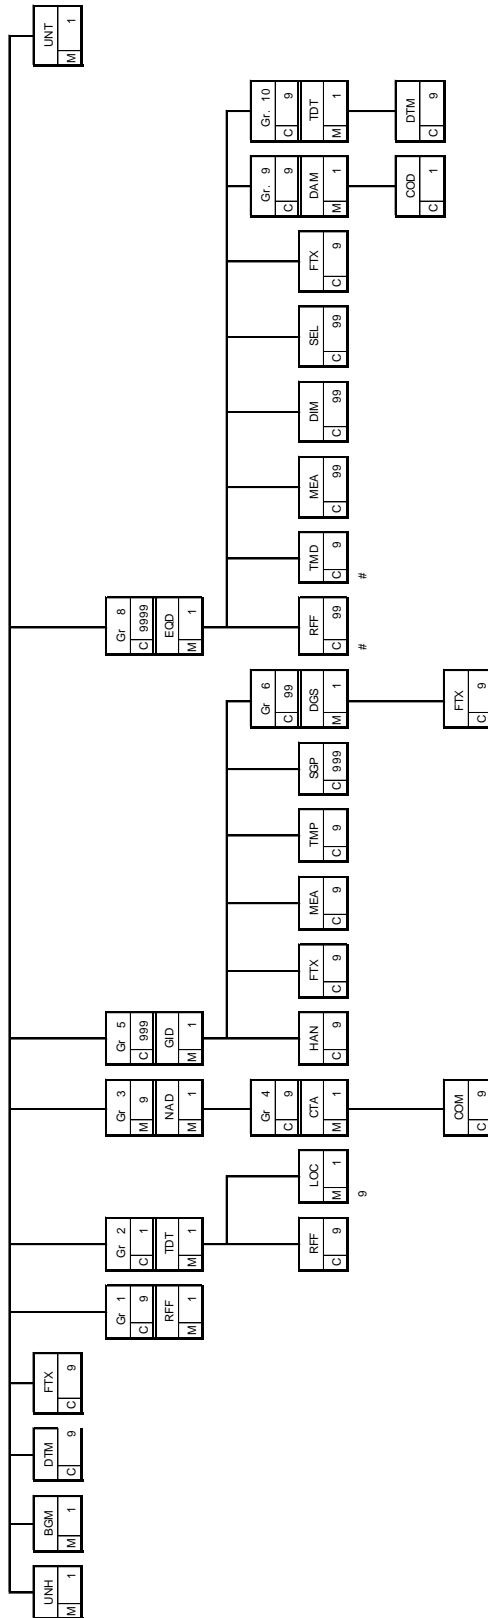 UNH BGM DTM FTX UNT
M 1 M 1 C 9 C 9 M 1
Gr 1 Gr 2 Gr 3 Gr 5 Gr 8
C 9 C 1 M 9 C 999 C 9999
RFF TDT NAD GID EQD
M 1 M 1 M 1 M 1 M 1
Gr 4 Gr 6 Gr. 9 Gr. 10
C 9 C 99 C 9 C 9
CTA DGS DAM TDT
M 1 M 1 M 1 M 1
RFF LOC HAN FTX MEA TMP SGP RFF TMD MEA DIM SEL FTX
C 9 M 1 C 9 C 9 C 9 C 9 C 999 C 99 C 9 C 99 C 99 C 99 C 9
9 # #
COD DTM
C 1 C 9
COM FTX
C 9 C 9